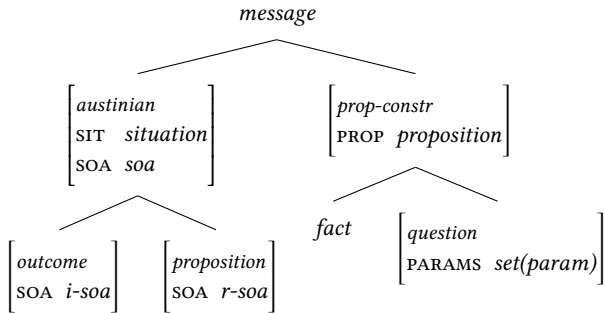 message
austinian
SIT situation
SOA soa
prop-constr
PROP proposition
outcome
SOA i-soa
proposition
SOA r-soa
fact
question
PARAMS set(param)